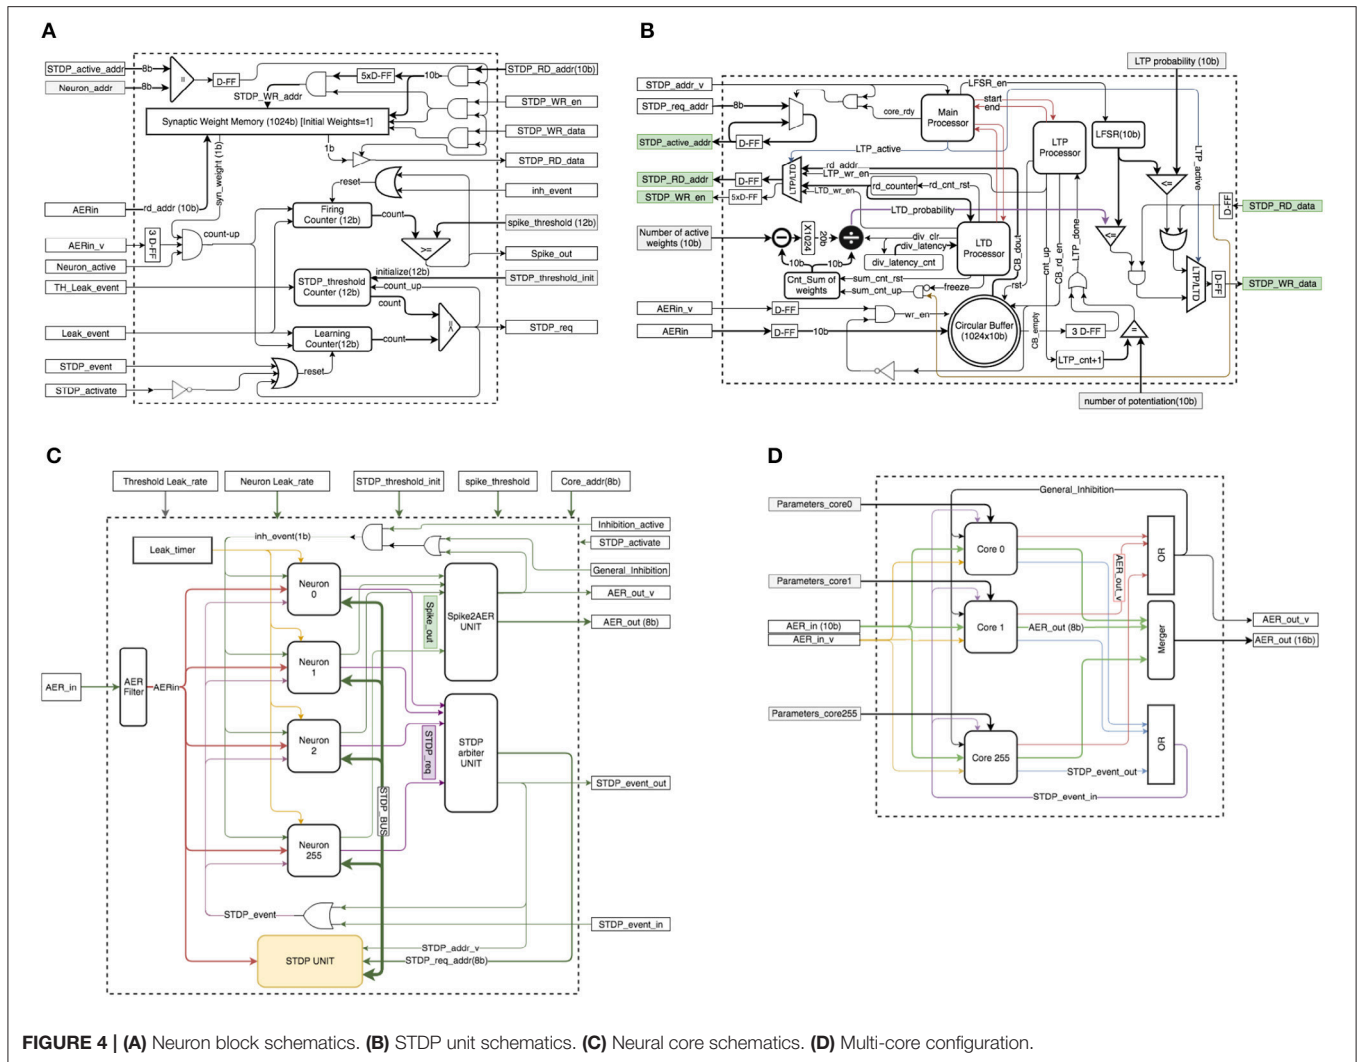 A
STDP_active_addr
8b
Neuron_addr
8b
=
D-FF
STDP_WR_addr
5xD-FF
10b
STDP_RD_addr(10b)
STDP_WR_en
STDP_WR_data
Synaptic Weight Memory (1024b) [Initial Weights=1]
1b
STDP_RD_data
syn_weight (1b)
reset
inh_event
AERin
rd_addr (10b)
Firing
Counter (12b)
count
spike_threshold (12b)
>=
count-up
AERin_v
3 D-FF
Neuron_active
Spike_out
initialize(12b)
TH_Leak_event
STDP_threshold
Counter (12b)
STDP_threshold_init
count_up
count
Leak_event
Learning
Counter(12b)
count
>=
STDP_req
STDP_event
reset
STDP_activate
B
LTP probability (10b)
STDP_addr_v
STDP_req_addr
8b
core_rdy
Main
Processor
LFSR_en
start
end
LTP
Processor
LFSR(10b)
LTP_active
STDP_active_addr
D-FF
LTP_active
<=
STDP_RD_addr
D-FF
STDP_WR_en
5xD-FF
LTP/LTD
rd_addr
LTP_wr_en
LTD_wr_en
rd_counter
rd_cnt_rst
D-FF
STDP_RD_data
LTD_probability
<=
Number of active
weights (10b)
X1024
20b
10b
10b
div_clr
div_latency
div_latency_cnt
LTD
Processor
CB_dout
cnt_up
CB_rd_en
LTP_done
LTP/LTD
D-FF
STDP_WR_data
Cnt_Sum of
weights
sum_cnt_rst
sum_cnt_up
freeze
rst
AERin_v
D-FF
wr_en
AERin
D-FF
10b
Circular Buffer
(1024x10b)
CB_empty
3 D-FF
=
LTP_cnt+1
number of potentiation(10b)
C
Threshold Leak_rate
Neuron Leak_rate
STDP_threshold_init
spike_threshold
Core_addr(8b)
Inhibition_active
inh_event(1b)
STDP_activate
Leak_timer
General_Inhibition
Neuron
0
Spike2AER
UNIT
AER_out_v
Spike_out
AER_out (8b)
Neuron
1
AER_in
AER
Filter
AERin
Neuron
2
STDP_req
STDP
arbiter
UNIT
STDP_BUS
STDP_event_out
Neuron
255
STDP_event
STDP_event_in
STDP UNIT
STDP_addr_v
STDP_req_addr(8b)
D
General_Inhibition
Parameters_core0
Core 0
OR
AER_out_v
Parameters_core1
Core 1
AER_in (10b)
AER_in_v
AER_out (8b)
Merger
AER_out_v
AER_out (16b)
Parameters_core255
Core 255
OR
STDP_event_out
STDP_event_in
FIGURE 4 | (A) Neuron block schematics. (B) STDP unit schematics. (C) Neural core schematics. (D) Multi-core configuration.